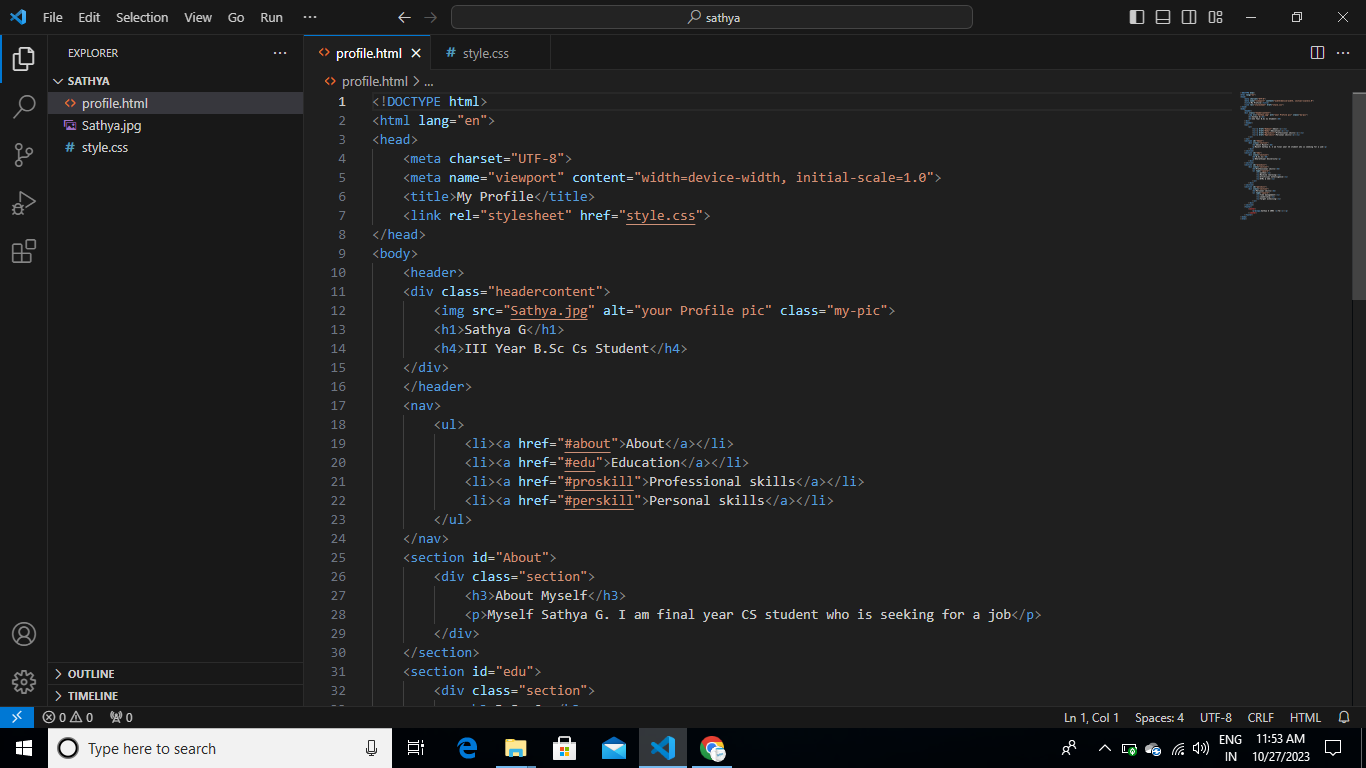 File Edit Selection View Go Run ···
sathya
EXPLORER
SATHYA
profile.html
Sathya.jpg
style.css
OUTLINE
TIMELINE
profile.html
style.css
profile.html > ...
1 <!DOCTYPE html>
2 <html lang="en">
3 <head>
4 <meta charset="UTF-8">
5 <meta name="viewport" content="width=device-width, initial-scale=1.0">
6 <title>My Profile</title>
7 <link rel="stylesheet" href="style.css">
8 </head>
9 <body>
10 <header>
11 <div class="headercontent">
12 <img src="Sathya.jpg" alt="your Profile pic" class="my-pic">
13 <h1>Sathya G</h1>
14 <h4>III Year B.Sc Cs Student</h4>
15 </div>
16 </header>
17 <nav>
18 <ul>
19 <li><a href="#about">About</a></li>
20 <li><a href="#edu">Education</a></li>
21 <li><a href="#proskill">Professional skills</a></li>
22 <li><a href="#perskill">Personal skills</a></li>
23 </ul>
24 </nav>
25 <section id="About">
26 <div class="section">
27 <h3>About Myself</h3>
28 <p>Myself Sathya G. I am final year CS student who is seeking for a job</p>
29 </div>
30 </section>
31 <section id="edu">
32 <div class="section">
0 0 0
Ln 1, Col 1 Spaces: 4 UTF-8 CRLF HTML
Type here to search
ENG
IN
11:53 AM
10/27/2023